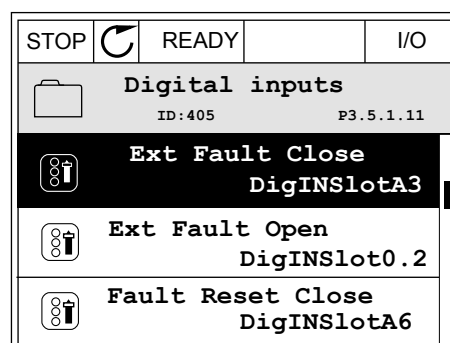 STOP READY I/O
Digital inputs
ID:405 P3.5.1.11
Ext Fault Close
DigINSlotA3
Ext Fault Open
DigINSlot0.2
Fault Reset Close
DigINSlotA6